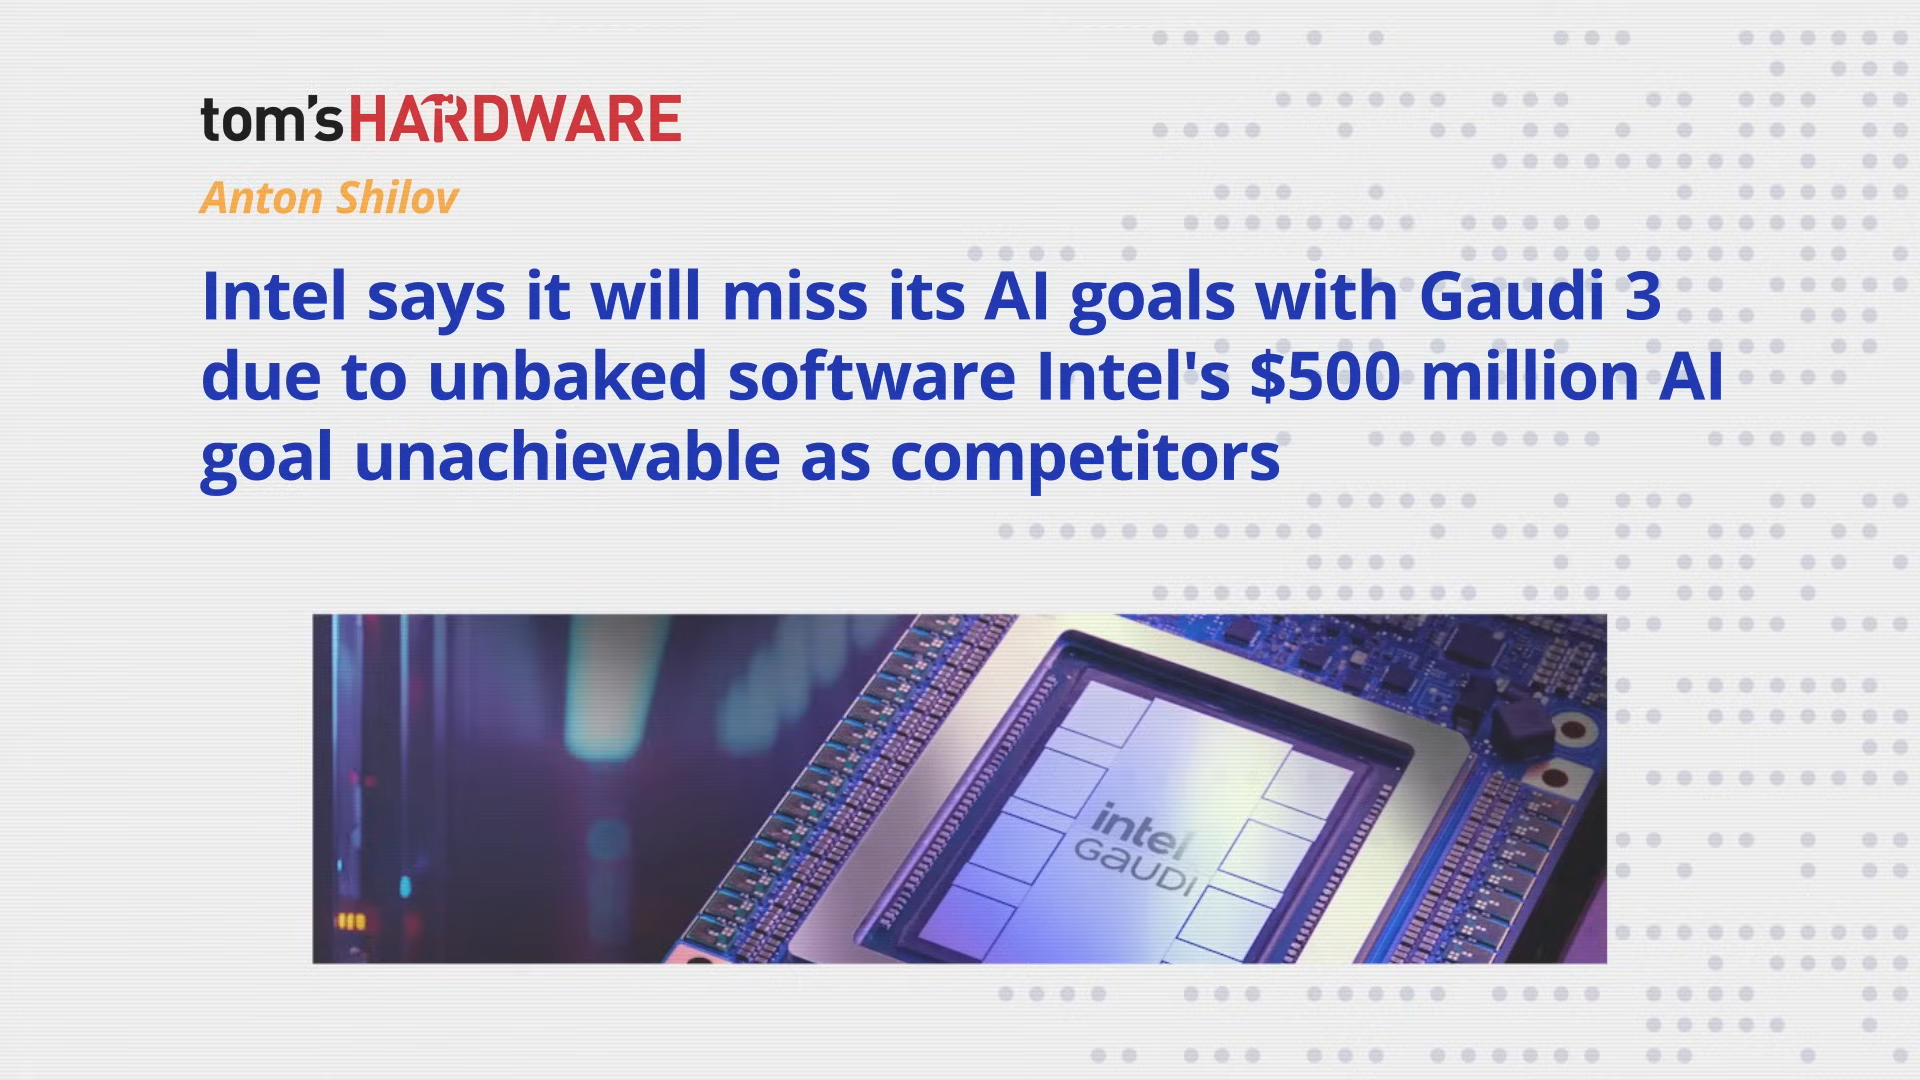 tom'sHARDWARE
Anton Shilov
Intel says it will miss its AI goals with Gaudi 3
due to unbaked software Intel's $500 million AI
goal unachievable as competitors
intel
GAUDI